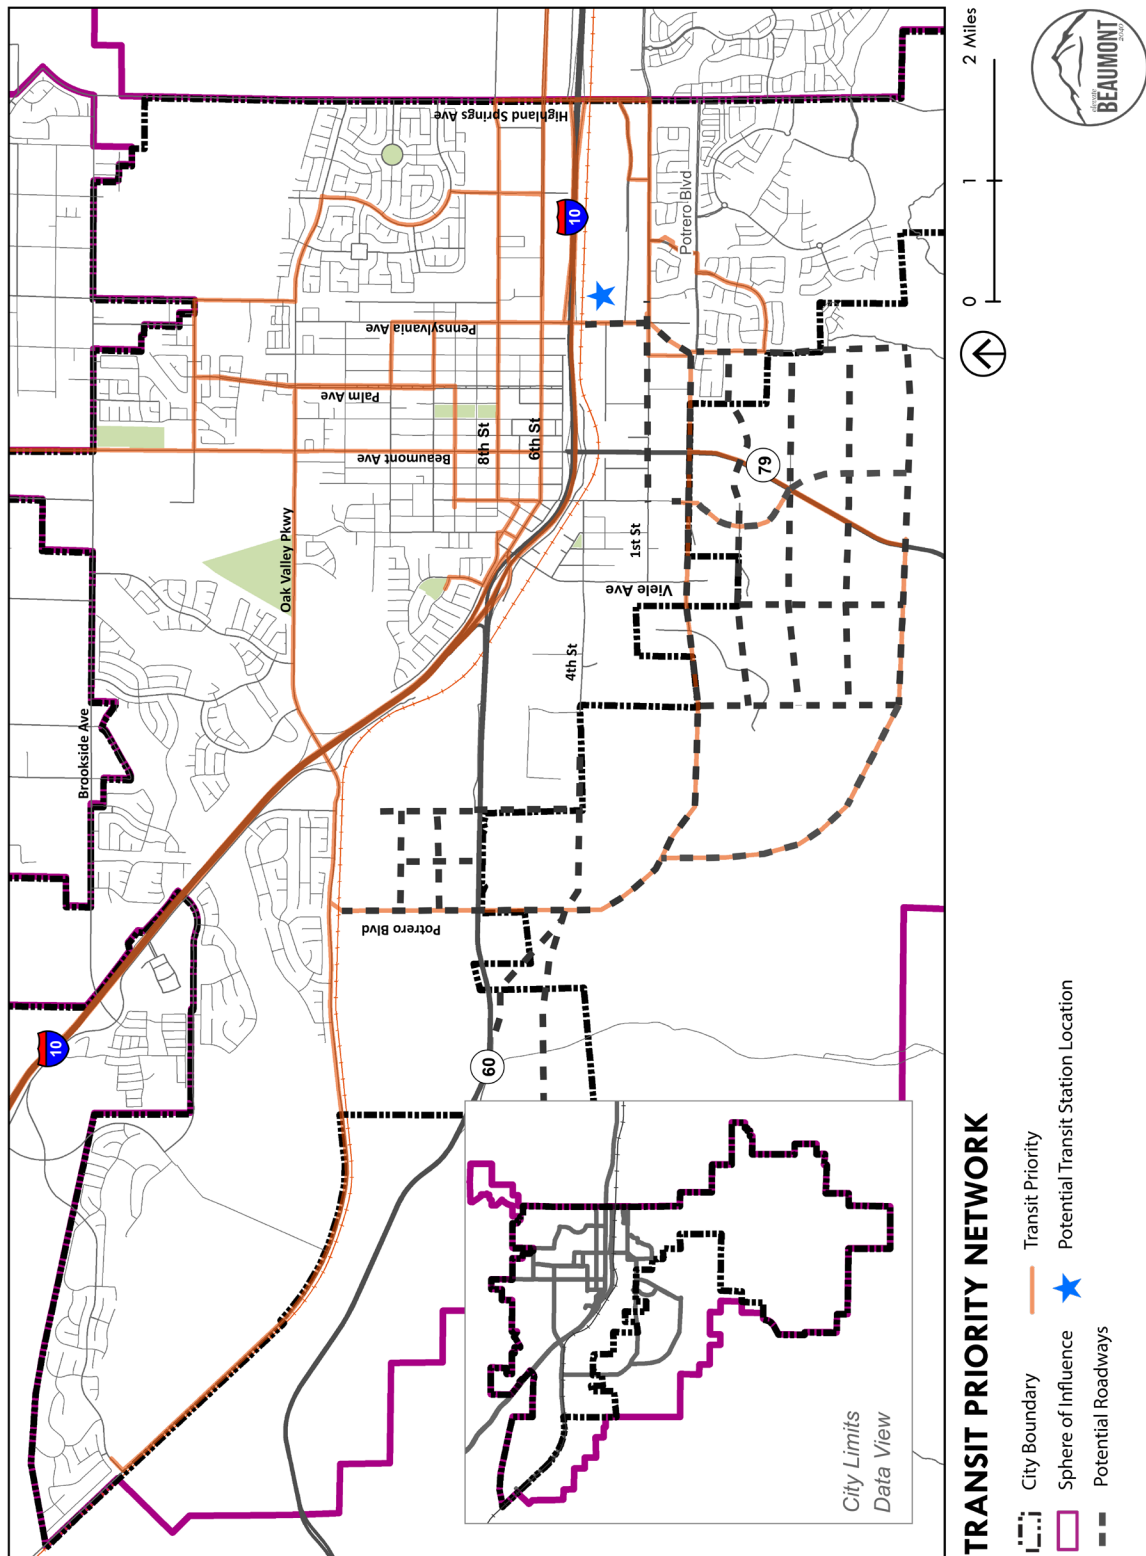 Brookside Ave
Highland Springs Ave
Oak Valley Pkwy
Pennsylvania Ave
Palm Ave
Beaumont Ave
8th St
6th St
10
10
Potrero Blvd
79
1st St
Viele Ave
4th St
Potrero Blvd
60
City Limits
Data View
0
1
2 Miles
elevate
BEAUMONT
2040
TRANSIT PRIORITY NETWORK
City Boundary
Transit Priority
Sphere of Influence
Potential Transit Station Location
Potential Roadways